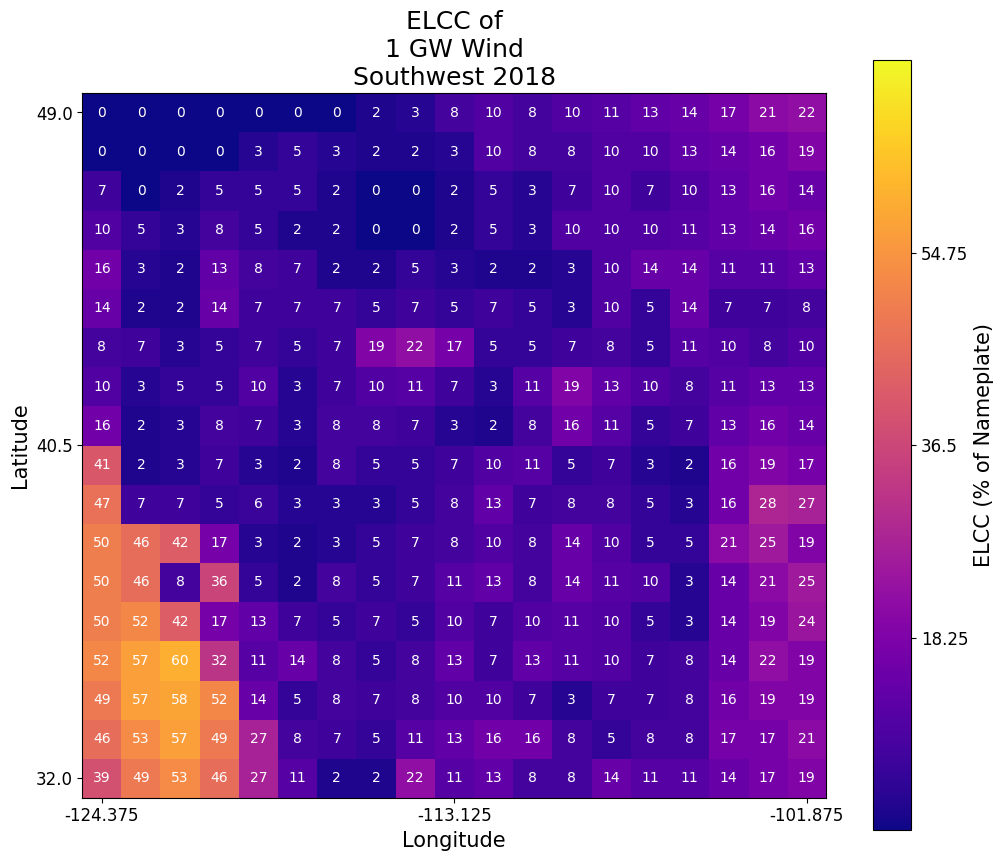 ELCC of
1 GW Wind
Southwest 2018
49.0 0 0 0 0 0 0 0 2 3 8 10 8 10 11 13 14 17 21 22
0 0 0 0 3 5 3 2 2 3 10 8 8 10 10 13 14 16 19
7 0 2 5 5 5 2 0 0 2 5 3 7 10 7 10 13 16 14
10 5 3 8 5 2 2 0 0 2 5 3 10 10 10 11 13 14 16
16 3 2 13 8 7 2 2 5 3 2 2 3 10 14 14 11 11 13
14 2 2 14 7 7 7 5 7 5 7 5 3 10 5 14 7 7 8
8 7 3 5 7 5 7 19 22 17 5 5 7 8 5 11 10 8 10
10 3 5 5 10 3 7 10 11 7 3 11 19 13 10 8 11 13 13
40.5 16 2 3 8 7 3 8 8 7 3 2 8 16 11 5 7 13 16 14
41 2 3 7 3 2 8 5 5 7 10 11 5 7 3 2 16 19 17
47 7 7 5 6 3 3 3 5 8 13 7 8 8 5 3 16 28 27
50 46 42 17 3 2 3 5 7 8 10 8 14 10 5 5 21 25 19
50 46 8 36 5 2 8 5 7 11 13 8 14 11 10 3 14 21 25
50 52 42 17 13 7 5 7 5 10 7 10 11 10 5 3 14 19 24
52 57 60 32 11 14 8 5 8 13 7 13 11 10 7 8 14 22 19
49 57 58 52 14 5 8 7 8 10 10 7 3 7 7 8 16 19 19
46 53 57 49 27 8 7 5 11 13 16 16 8 5 8 8 17 17 21
32.0 39 49 53 46 27 11 2 2 22 11 13 8 8 14 11 11 14 17 19
-124.375 -113.125 -101.875
Longitude
Latitude
54.75
36.5
18.25
ELCC (% of Nameplate)